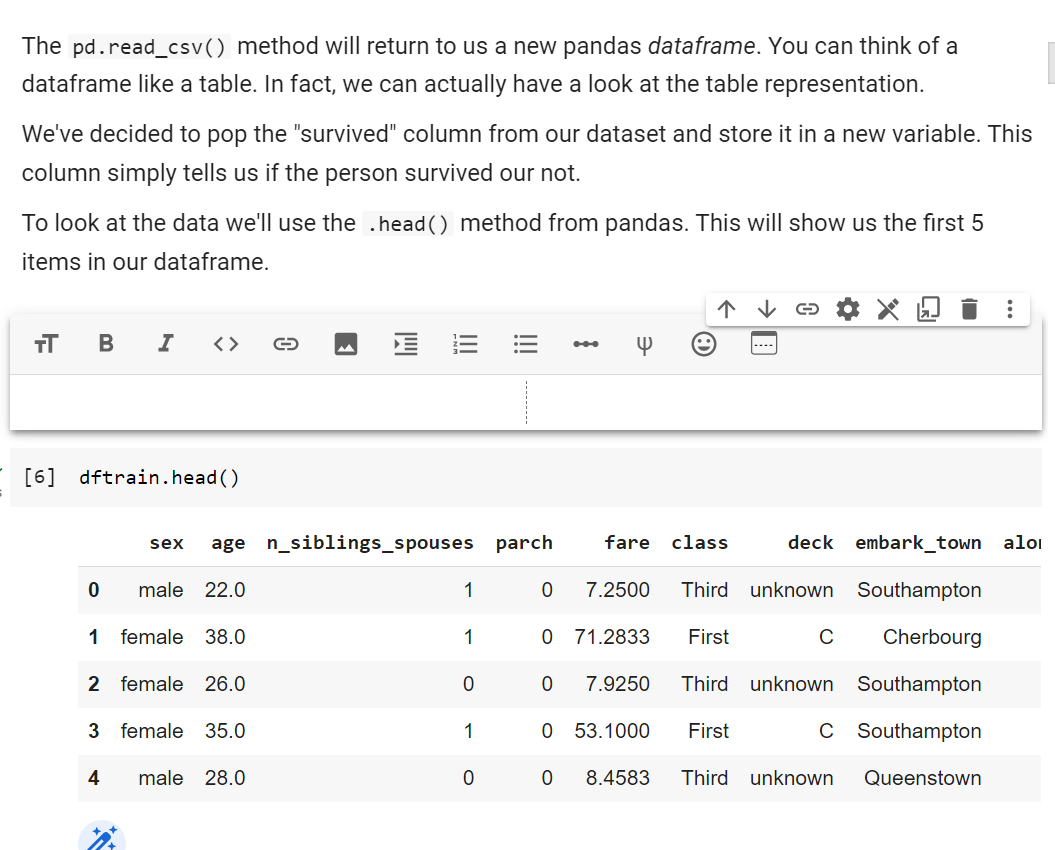 The pd.read_csv() method will return to us a new pandas dataframe. You can think of a
dataframe like a table. In fact, we can actually have a look at the table representation.
We've decided to pop the "survived" column from our dataset and store it in a new variable. This
column simply tells us if the person survived our not.
To look at the data we'll use the .head() method from pandas. This will show us the first 5
items in our dataframe.
[6] dftrain.head()
sex age n_siblings_spouses parch fare class deck embark_town
0 male 22.0 1 0 7.2500 Third unknown Southampton
1 female 38.0 1 0 71.2833 First C Cherbourg
2 female 26.0 0 0 7.9250 Third unknown Southampton
3 female 35.0 1 0 53.1000 First C Southampton
4 male 28.0 0 0 8.4583 Third unknown Queenstown